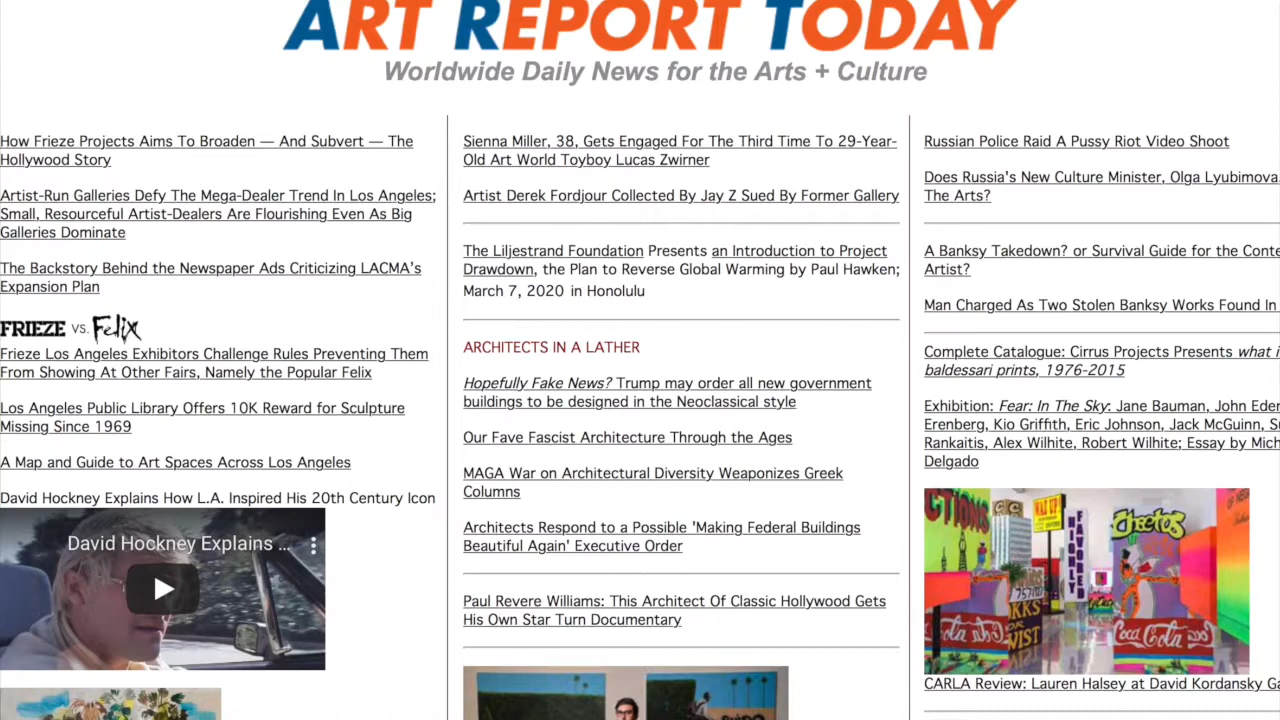 ART REPORT TODAY
Worldwide Daily News for the Arts + Culture
How Frieze Projects Aims To Broaden — And Subvert — The
Hollywood Story
Artist-Run Galleries Defy The Mega-Dealer Trend In Los Angeles;
Small, Resourceful Artist-Dealers Are Flourishing Even As Big
Galleries Dominate
The Backstory Behind the Newspaper Ads Criticizing LACMA's
Expansion Plan
FRIEZE VS. Felix
Frieze Los Angeles Exhibitors Challenge Rules Preventing Them
From Showing At Other Fairs, Namely the Popular Felix
Los Angeles Public Library Offers 10K Reward for Sculpture
Missing Since 1969
A Map and Guide to Art Spaces Across Los Angeles
David Hockney Explains How L.A. Inspired His 20th Century Icon
David Hockney Explains ...
Sienna Miller, 38, Gets Engaged For The Third Time To 29-Year-
Old Art World Toyboy Lucas Zwirner
Artist Derek Fordjour Collected By Jay Z Sued By Former Gallery
The Liljestrand Foundation Presents an Introduction to Project
Drawdown, the Plan to Reverse Global Warming by Paul Hawken;
March 7, 2020 in Honolulu
ARCHITECTS IN A LATHER
Hopefully Fake News? Trump may order all new government
buildings to be designed in the Neoclassical style
Our Fave Fascist Architecture Through the Ages
MAGA War on Architectural Diversity Weaponizes Greek
Columns
Architects Respond to a Possible 'Making Federal Buildings
Beautiful Again' Executive Order
Paul Revere Williams: This Architect Of Classic Hollywood Gets
His Own Star Turn Documentary
Russian Police Raid A Pussy Riot Video Shoot
Does Russia's New Culture Minister, Olga Lyubimova
The Arts?
A Banksy Takedown? or Survival Guide for the Conte
Artist?
Man Charged As Two Stolen Banksy Works Found In
Complete Catalogue: Cirrus Projects Presents what i
baldessari prints, 1976-2015
Exhibition: Fear: In The Sky: Jane Bauman, John Eder
Erenberg, Kio Griffith, Eric Johnson, Jack McGuinn, S
Rankaitis, Alex Wilhite, Robert Wilhite; Essay by Mich
Delgado
CTIONS
WAZ UP
HIGHLY
FAVORED
Cheetos
Coca Cola
CARLA Review: Lauren Halsey at David Kordansky Ga